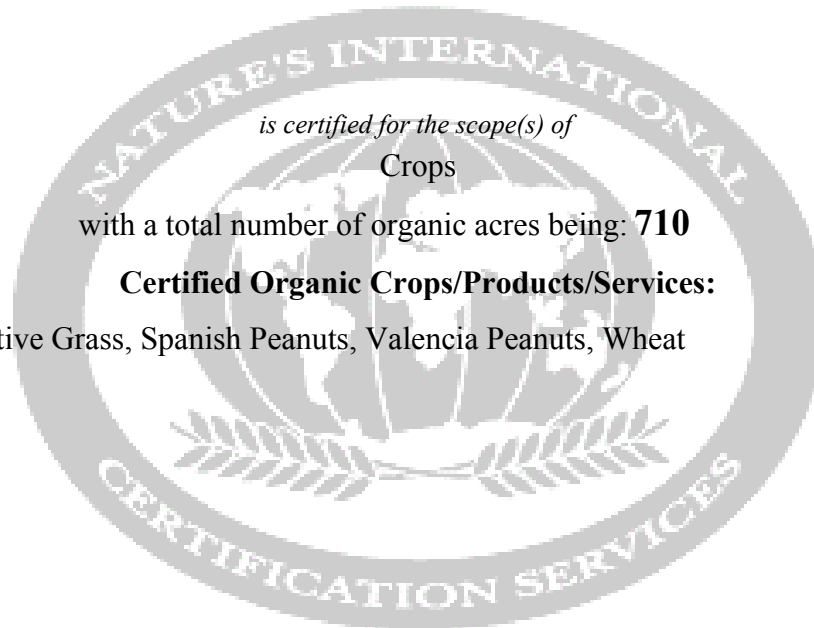 NATURE'S INTERNATIONAL
is certified for the scope(s) of
Crops
with a total number of organic acres being: 710
Certified Organic Crops/Products/Services:
tive Grass, Spanish Peanuts, Valencia Peanuts, Wheat
CERTIFICATION SERVICES